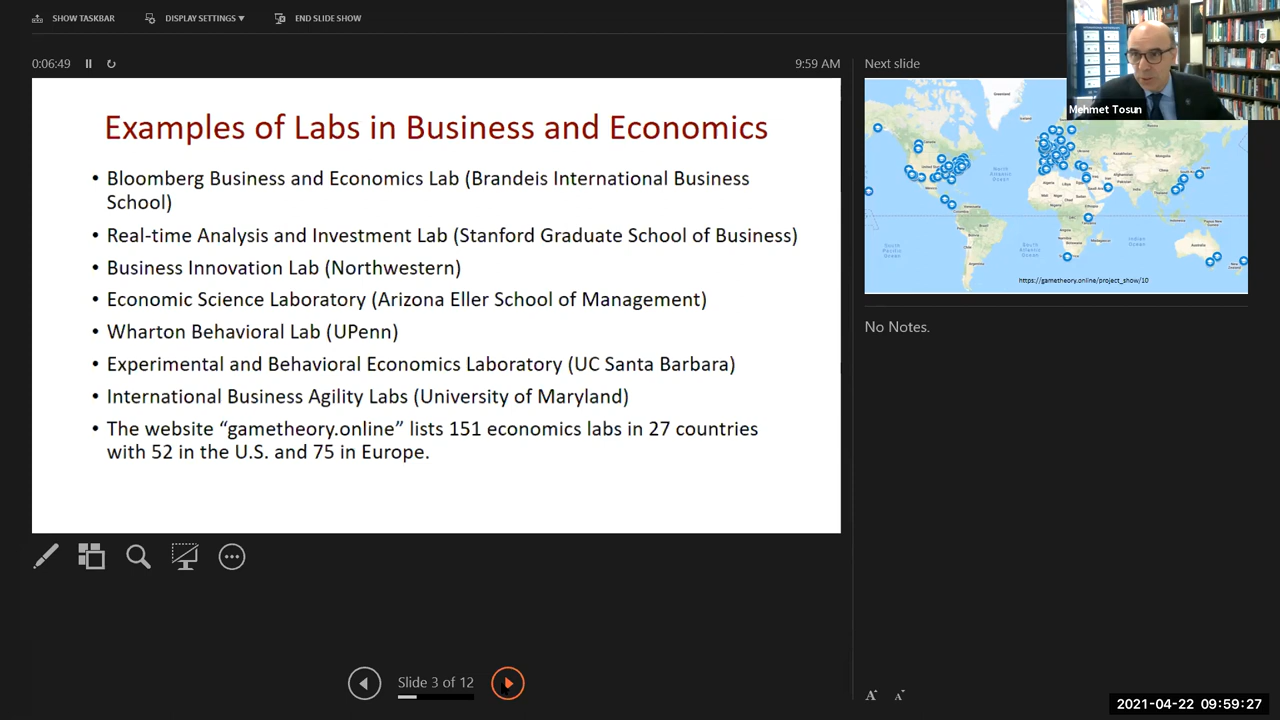 SHOW TASKBAR
DISPLAY SETTINGS ▼
END SLIDE SHOW
0:06:49
9:59 AM
Next slide
Mehmet Tosun
Examples of Labs in Business and Economics
• Bloomberg Business and Economics Lab (Brandeis International Business
School)
• Real-time Analysis and Investment Lab (Stanford Graduate School of Business)
• Business Innovation Lab (Northwestern)
• Economic Science Laboratory (Arizona Eller School of Management)
• Wharton Behavioral Lab (UPenn)
• Experimental and Behavioral Economics Laboratory (UC Santa Barbara)
• International Business Agility Labs (University of Maryland)
• The website “gametheory.online” lists 151 economics labs in 27 countries
with 52 in the U.S. and 75 in Europe.
https://gametheory.online/project_show/10
No Notes.
Slide 3 of 12
A A
2021-04-22 09:59:27